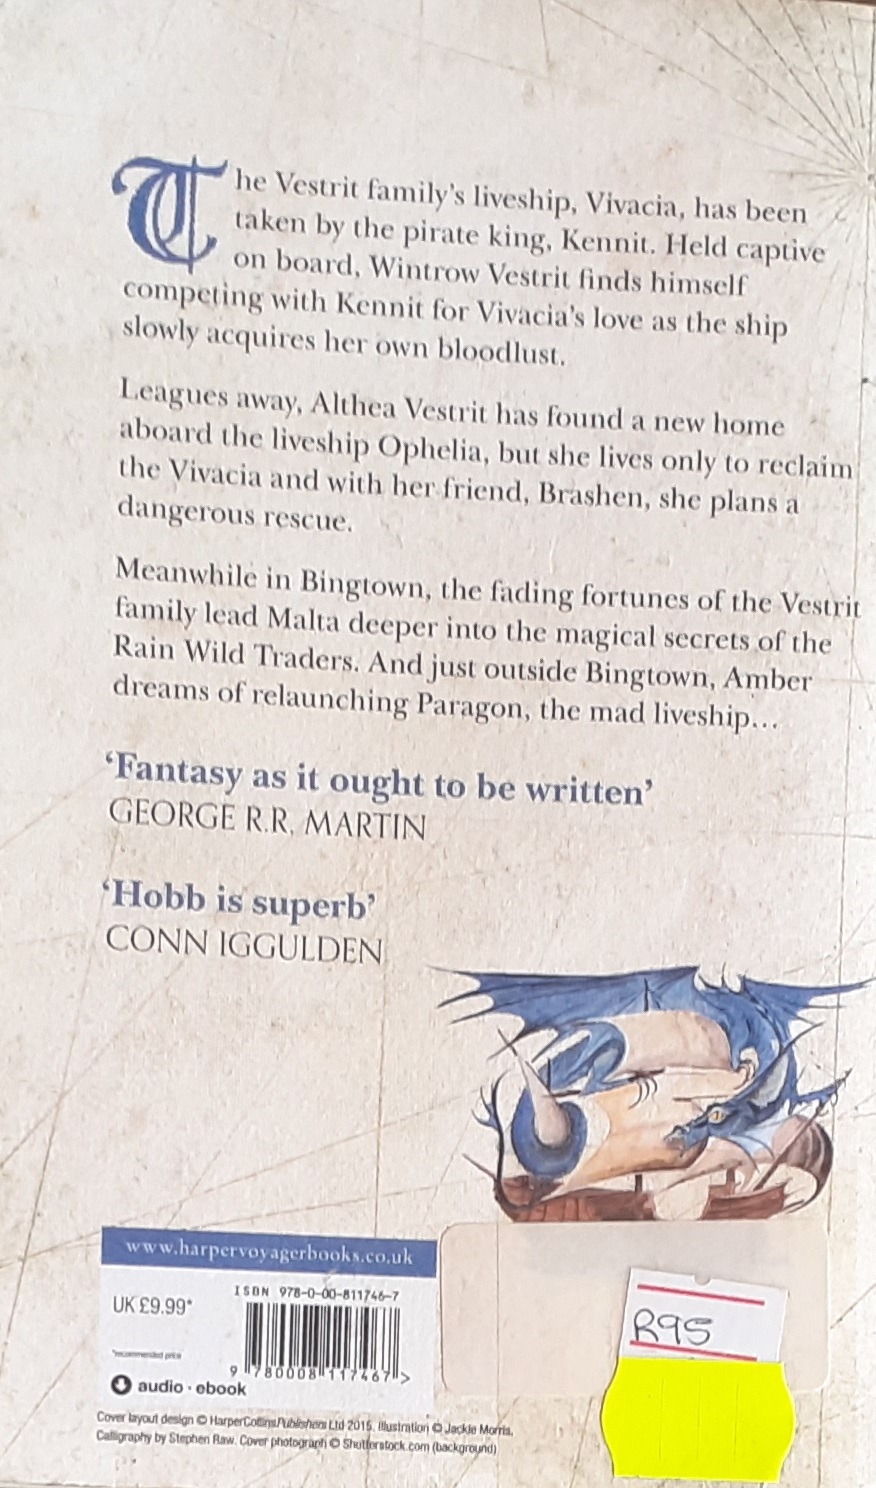 The Vestrit family's liveship, Vivacia, has been
taken by the pirate king, Kennit. Held captive
on board, Wintrow Vestrit finds himself
competing with Kennit for Vivacia's love as the ship
slowly acquires her own bloodlust.
Leagues away, Althea Vestrit has found a new home
aboard the liveship Ophelia, but she lives only to reclaim
the Vivacia and with her friend, Brashen, she plans a
dangerous rescue.
Meanwhile in Bingtown, the fading fortunes of the Vestrit
family lead Malta deeper into the magical secrets of the
Rain Wild Traders. And just outside Bingtown, Amber
dreams of relaunching Paragon, the mad liveship...
‘Fantasy as it ought to be written’
GEORGE R.R. MARTIN
‘Hobb is superb’
CONN IGGULDEN
www.harpervoyagerbooks.co.uk
ISBN 978-0-00-811746-7
UK £9.99*
*recommended price
9 780008 117467 >
audio · ebook
R95
Cover layout design © HarperCollinsPublishers Ltd 2015. Illustration © Jackie Morris.
Calligraphy by Stephen Raw. Cover photograph © Shutterstock.com (background)